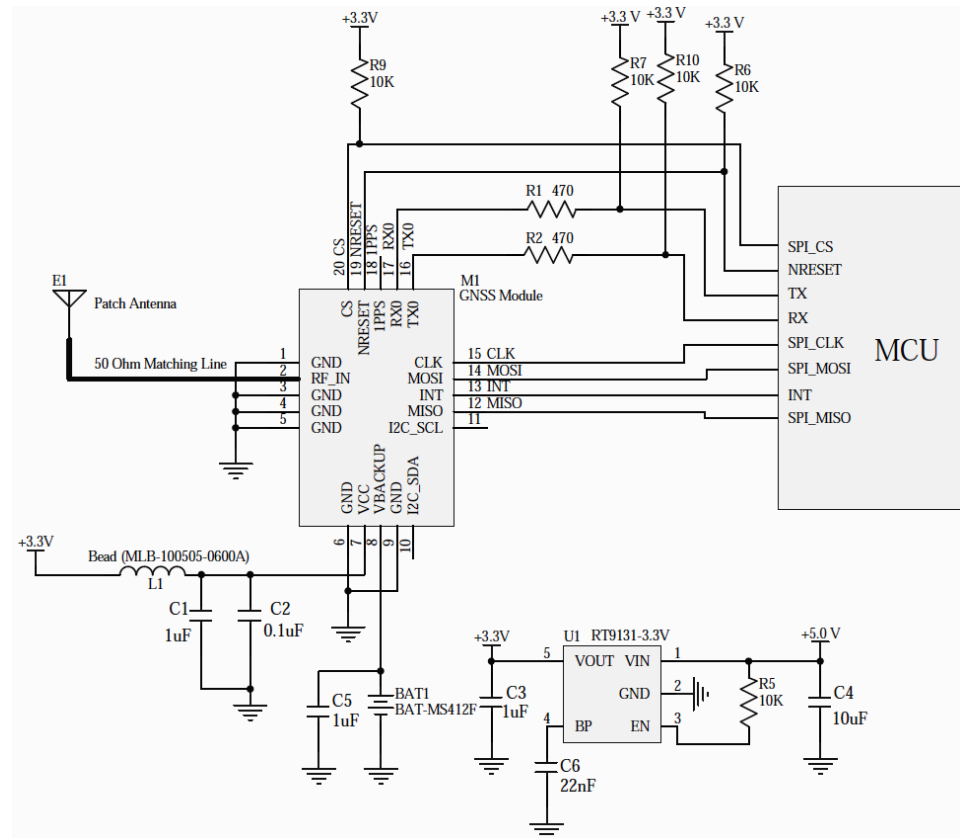 +3.3V
+3.3 V
+3.3 V
+3.3 V
R9
10K
R7
10K
R10
10K
R6
10K
R1 470
R2 470
20 CS
19 NRESET
18 1PPS
17 RX0
16 TX0
E1
Patch Antenna
50 Ohm Matching Line
M1
GNSS Module
CS
NRESET
1PPS
RX0
TX0
1 GND
2 RF_IN
3 GND
4 GND
5 GND
CLK 15 CLK
MOSI 14 MOSI
INT 13 INT
MISO 12 MISO
I2C_SCL 11
GND
VCC
VBACKUP
GND
I2C_SDA
6
7
8
9
10
SPI_CS
NRESET
TX
RX
SPI_CLK
SPI_MOSI
INT
SPI_MISO
MCU
+3.3V
Bead (MLB-100505-0600A)
L1
C1
1uF
C2
0.1uF
C5
1uF
BAT1
BAT-MS412F
+3.3V
U1 RT9131-3.3V
+5.0 V
5 VOUT VIN 1
GND 2
4 BP EN 3
C3
1uF
R5
10K
C4
10uF
C6
22nF